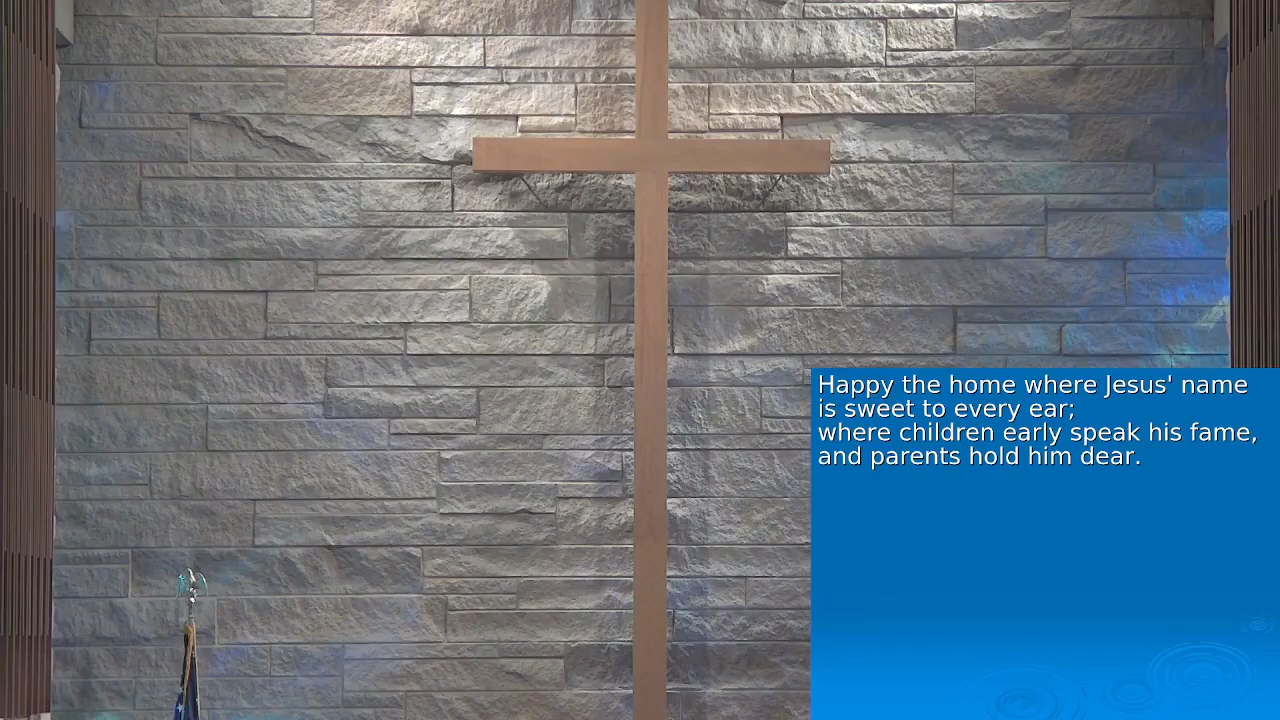 Happy the home where Jesus' name
is sweet to every ear;
where children early speak his fame,
and parents hold him dear.